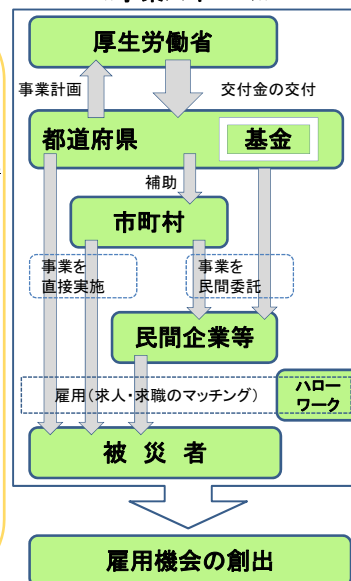 厚生労働省
事業計画
交付金の交付
都道府県
基金
補助
市町村
事業を
直接実施
事業を
民間委託
民間企業等
ハロー
ワーク
雇用(求人・求職のマッチング)
被 災 者
雇用機会の創出